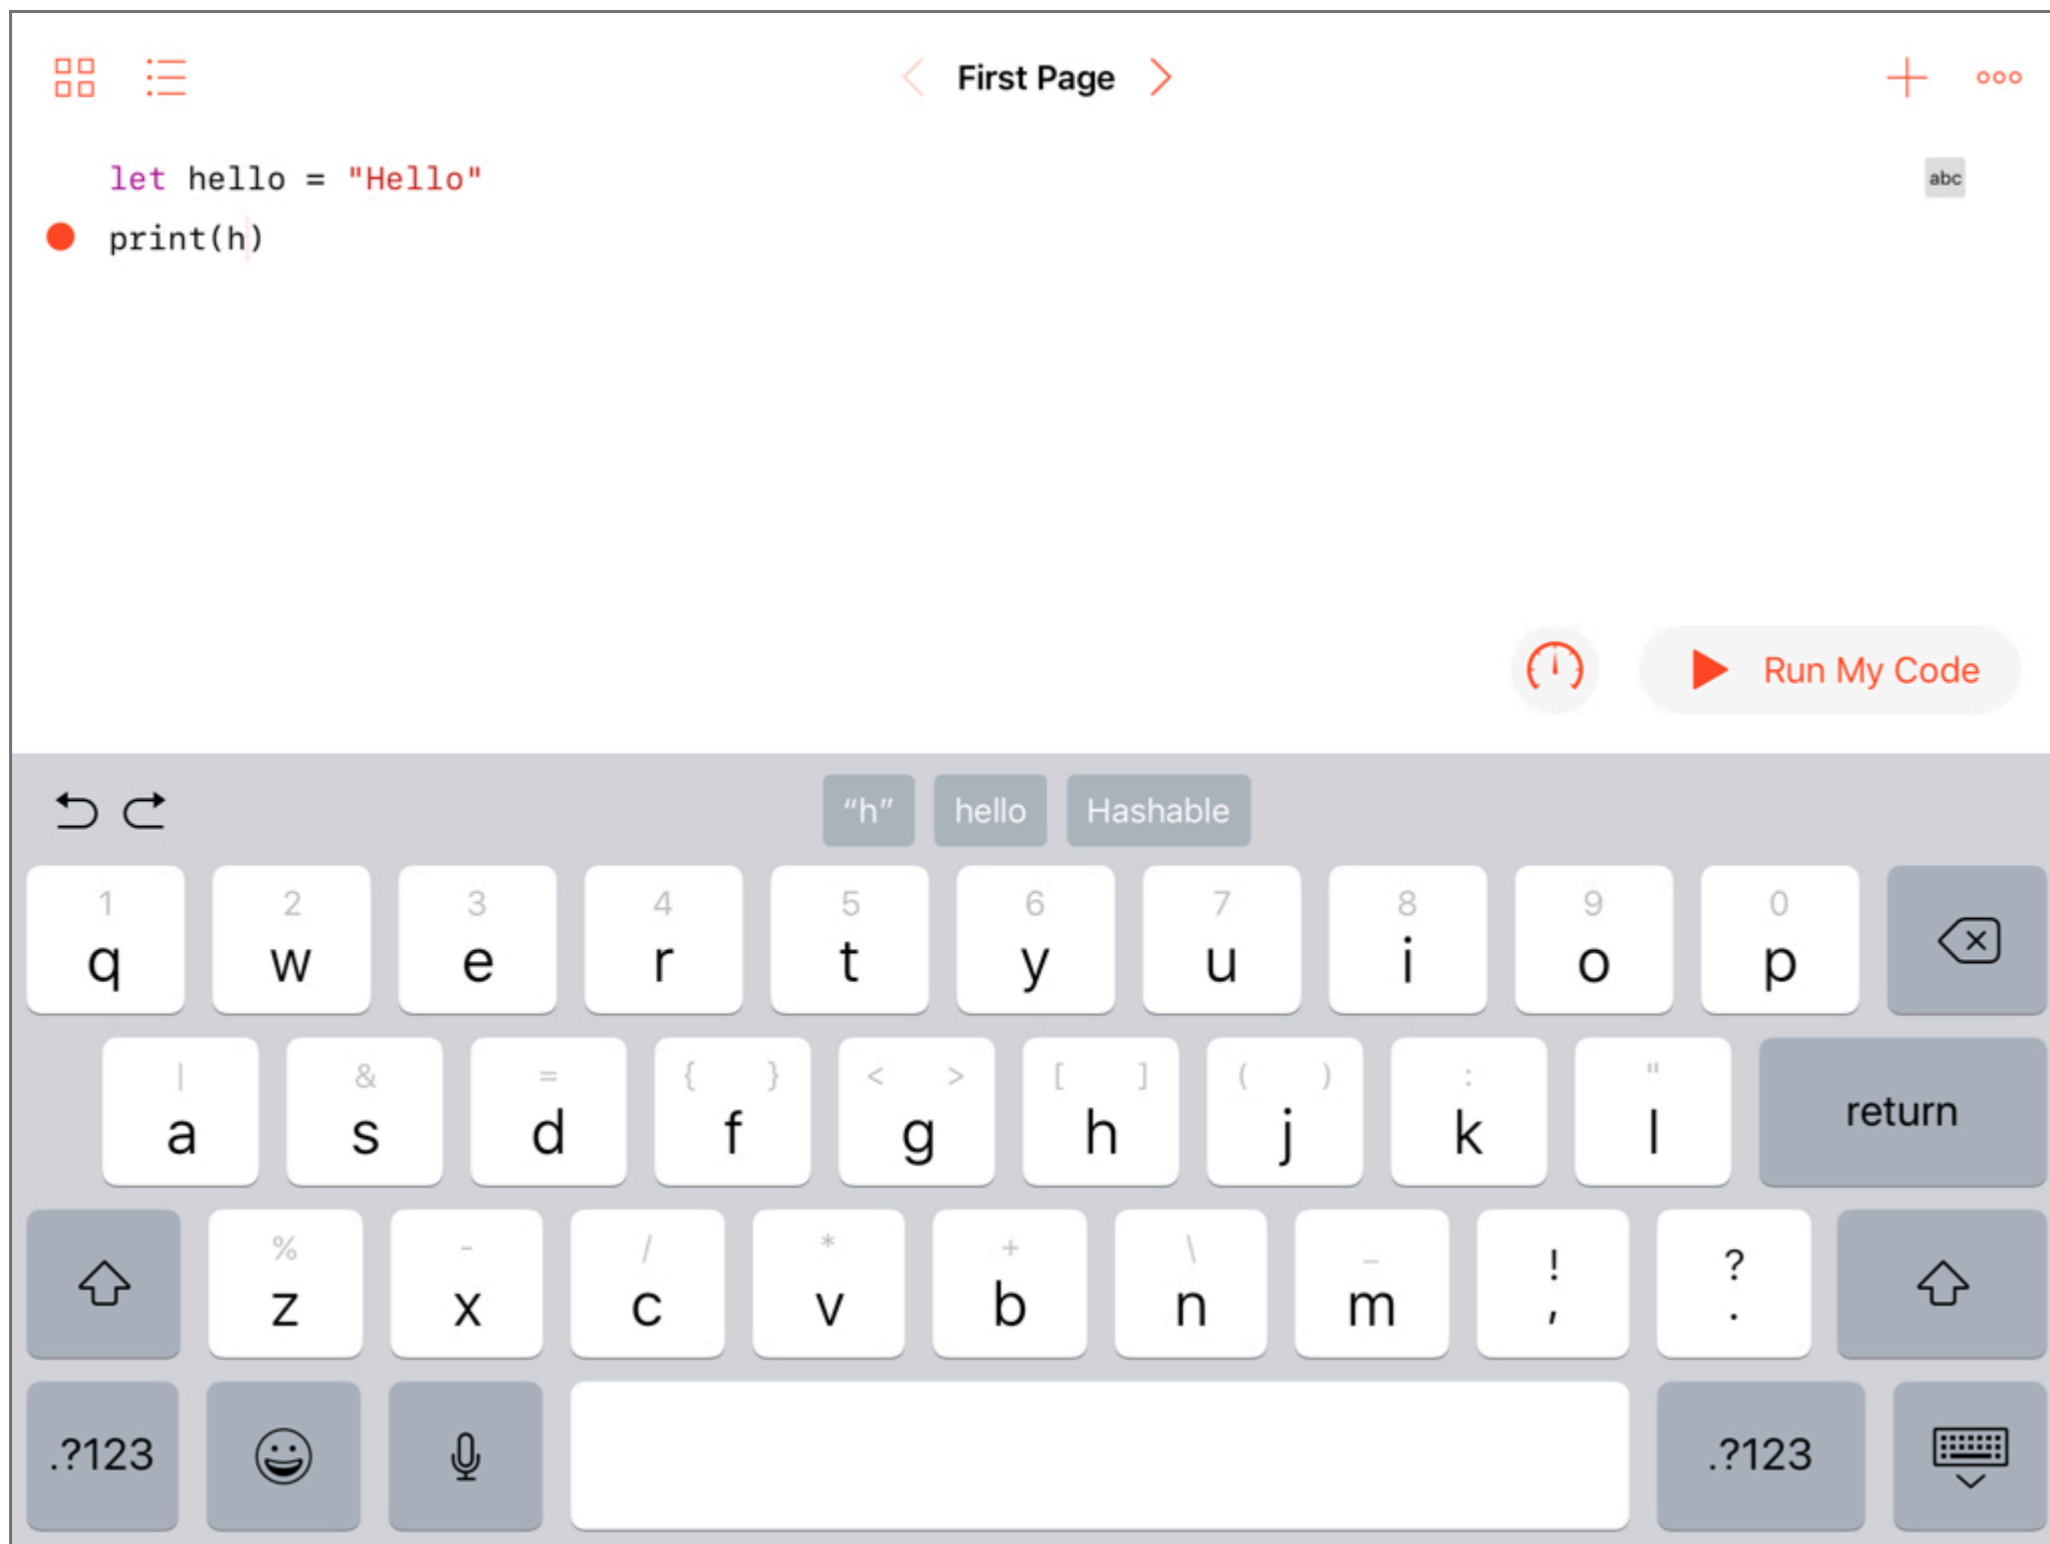 First Page
let hello = "Hello"
abc
print(h)
Run My Code
“h” hello Hashable
1 2 3 4 5 6 7 8 9 0
q w e r t y u i o p
| & = { } < > [ ] ( ) : "
a s d f g h j k l return
% - / * + \ _ ! ?
z x c v b n m , .
.?123 .?123